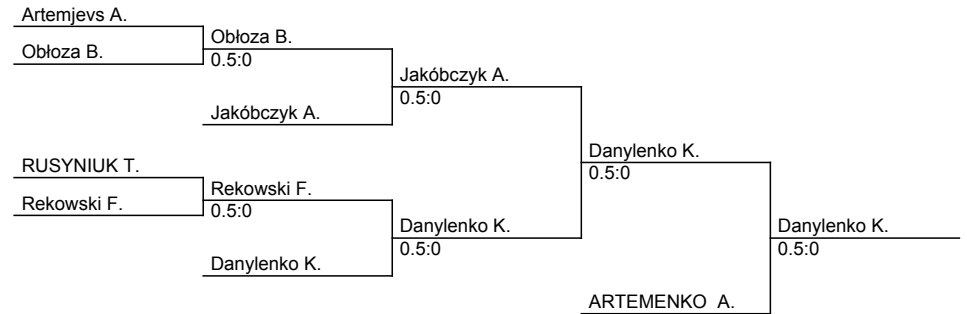 Artemjevs A.
Obłoza B.
Obłoza B.
0.5:0
Jakóbczyk A.
Jakóbczyk A.
0.5:0
RUSYNIUK T.
Rekowski F.
Rekowski F.
0.5:0
Danylenko K.
Danylenko K.
0.5:0
Danylenko K.
0.5:0
ARTEMENKO A.
Danylenko K.
0.5:0